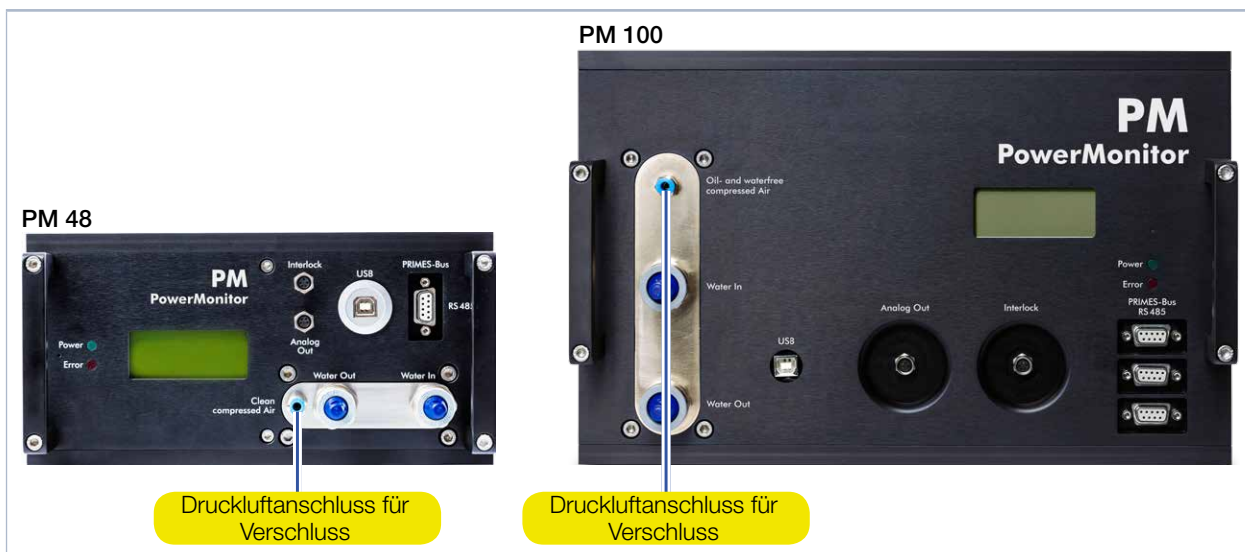 PM 48
PM
PowerMonitor
Interlock
USB
PRIMES-Bus
RS 485
Analog
Out
Power
Error
Water Out
Water In
Clean
compressed Air
Druckluftanschluss für
Verschluss
PM 100
PM
PowerMonitor
Oil- and waterfree
compressed Air
Water In
Water Out
USB
Analog Out
Interlock
Power
Error
PRIMES-Bus
RS 485
Druckluftanschluss für
Verschluss